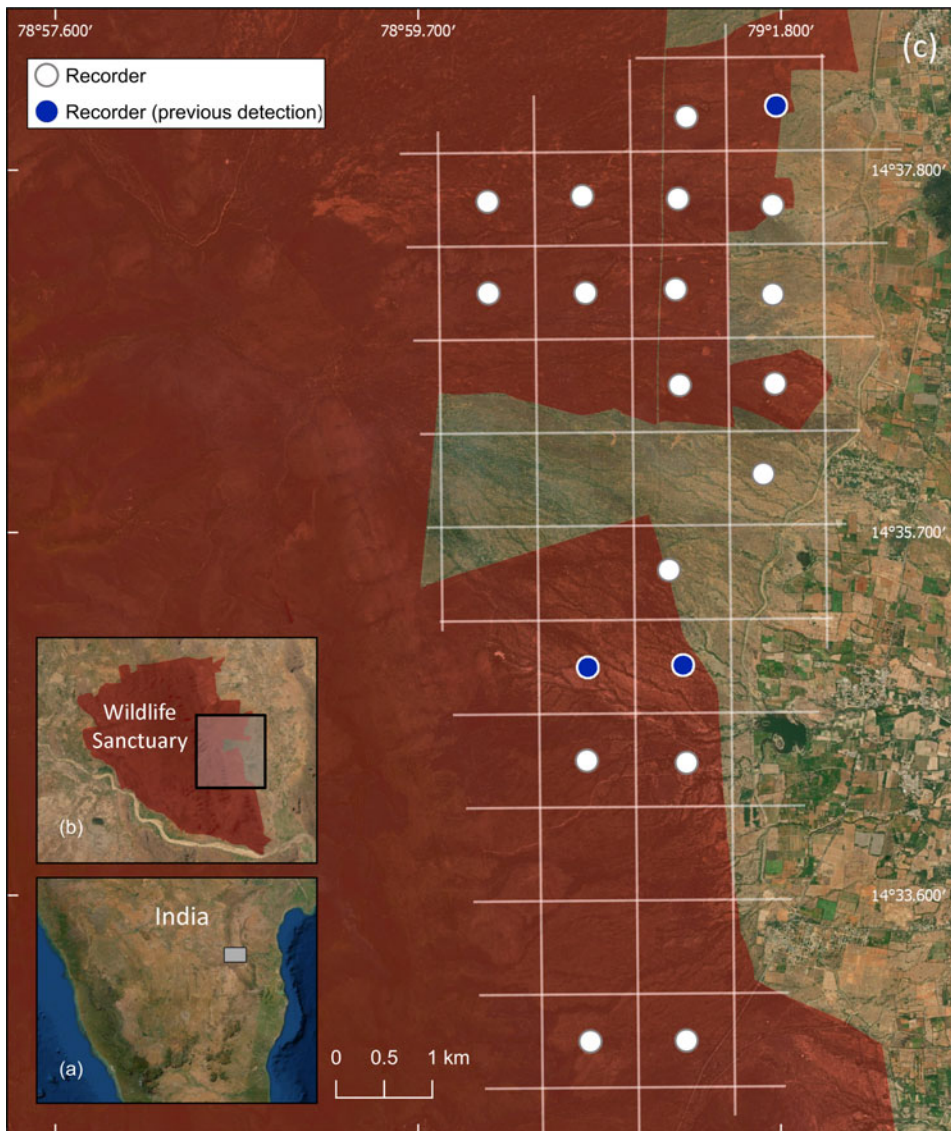 78°57.600′
78°59.700′
79°1.800′
(c)
Recorder
Recorder (previous detection)
14°37.800′
14°35.700′
Wildlife
Sanctuary
(b)
14°33.600′
India
(a)
0 0.5 1 km